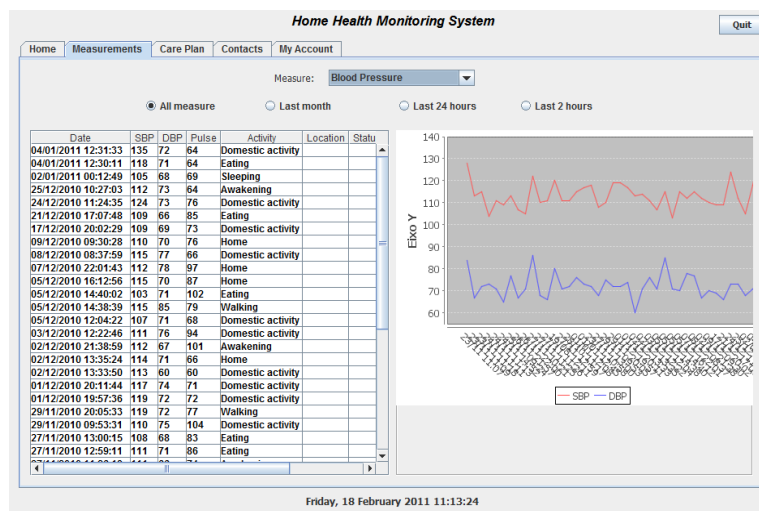 Home Health Monitoring System
Quit
Home Measurements Care Plan Contacts My Account
Measure: Blood Pressure
All measure Last month Last 24 hours Last 2 hours
Date SBP DBP Pulse Activity Location Statu
04/01/2011 12:31:33 135 72 64 Domestic activity
04/01/2011 12:30:11 118 71 64 Eating
02/01/2011 00:12:49 105 68 69 Sleeping
25/12/2010 10:27:03 112 73 64 Awakening
24/12/2010 11:24:35 124 73 76 Domestic activity
21/12/2010 17:07:48 109 66 85 Eating
17/12/2010 20:02:29 109 69 73 Domestic activity
09/12/2010 09:30:28 110 70 76 Home
08/12/2010 08:37:59 115 77 66 Domestic activity
07/12/2010 22:01:43 112 78 97 Home
05/12/2010 16:12:56 115 70 87 Home
05/12/2010 14:40:02 103 71 102 Eating
05/12/2010 14:38:39 115 85 79 Walking
05/12/2010 12:04:22 107 71 68 Domestic activity
03/12/2010 12:22:46 111 76 94 Domestic activity
02/12/2010 21:38:59 112 67 101 Awakening
02/12/2010 13:35:24 114 71 66 Home
02/12/2010 13:33:50 113 60 60 Domestic activity
01/12/2010 20:11:44 117 74 71 Domestic activity
01/12/2010 19:57:36 119 72 72 Domestic activity
29/11/2010 20:05:33 119 72 77 Walking
29/11/2010 09:53:31 110 75 104 Domestic activity
27/11/2010 13:00:15 108 68 83 Eating
27/11/2010 12:59:11 111 71 86 Eating
140
130
120
110
100
90
80
70
60
Eixo Y
SBP DBP
Friday, 18 February 2011 11:13:24